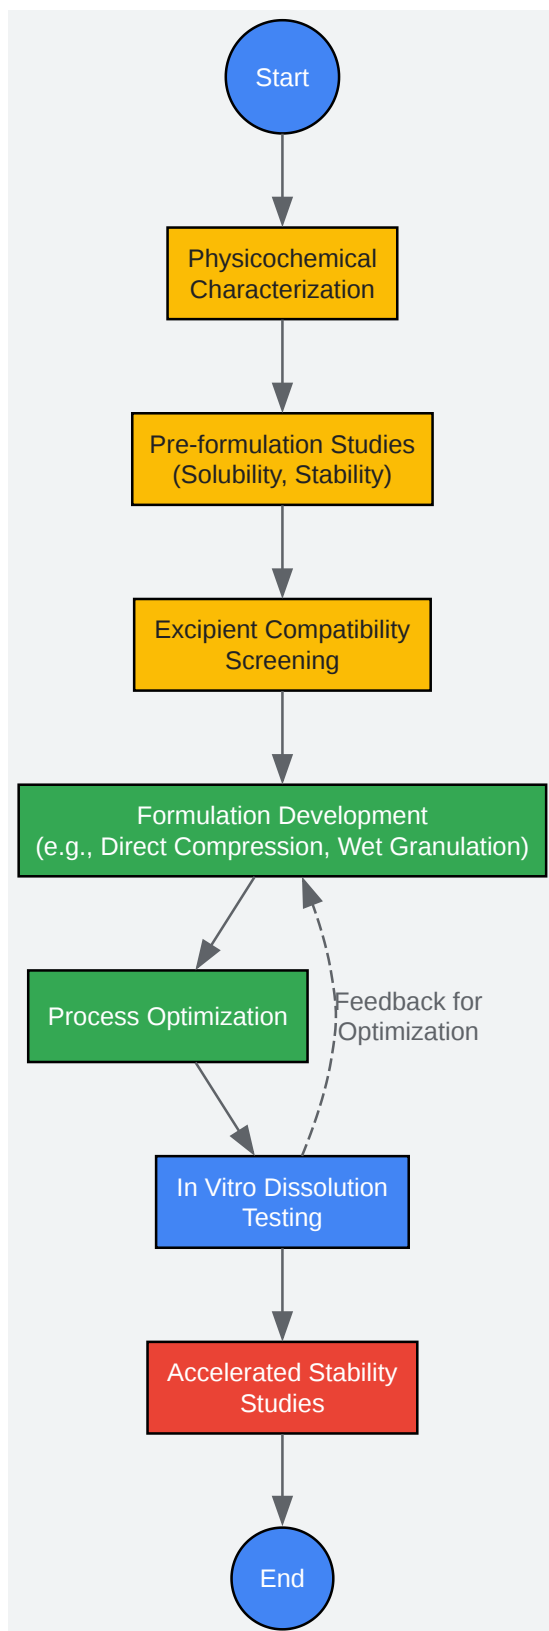 Start
Physicochemical
Characterization
Pre-formulation Studies
(Solubility, Stability)
Excipient Compatibility
Screening
Formulation Development
(e.g., Direct Compression, Wet Granulation)
Process Optimization
Feedback for
Optimization
In Vitro Dissolution
Testing
Accelerated Stability
Studies
End